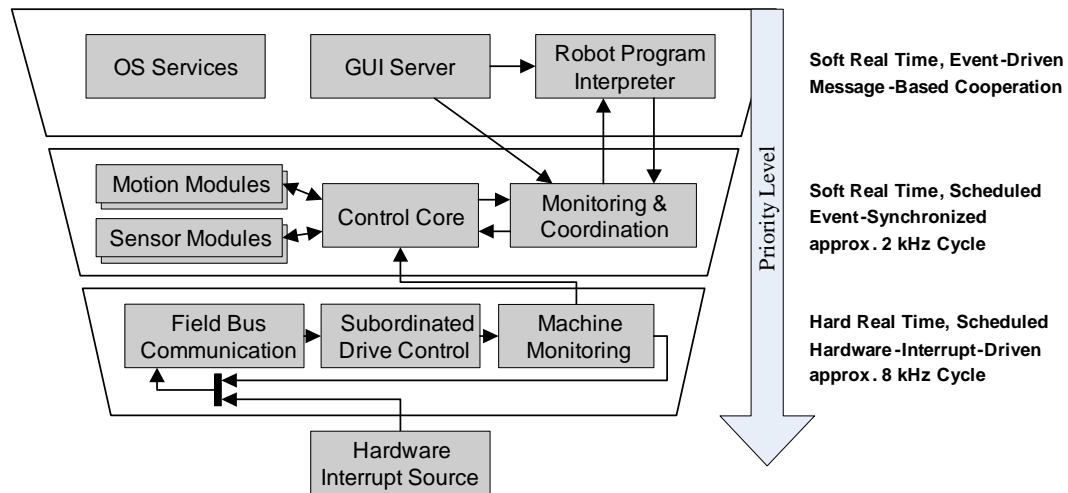 OS Services
GUI Server
Robot Program
Interpreter
Soft Real Time, Event-Driven
Message-Based Cooperation
Motion Modules
Sensor Modules
Control Core
Monitoring &
Coordination
Soft Real Time, Scheduled
Event-Synchronized
approx. 2 kHz Cycle
Priority Level
Field Bus
Communication
Subordinated
Drive Control
Machine
Monitoring
Hard Real Time, Scheduled
Hardware-Interrupt-Driven
approx. 8 kHz Cycle
Hardware
Interrupt Source